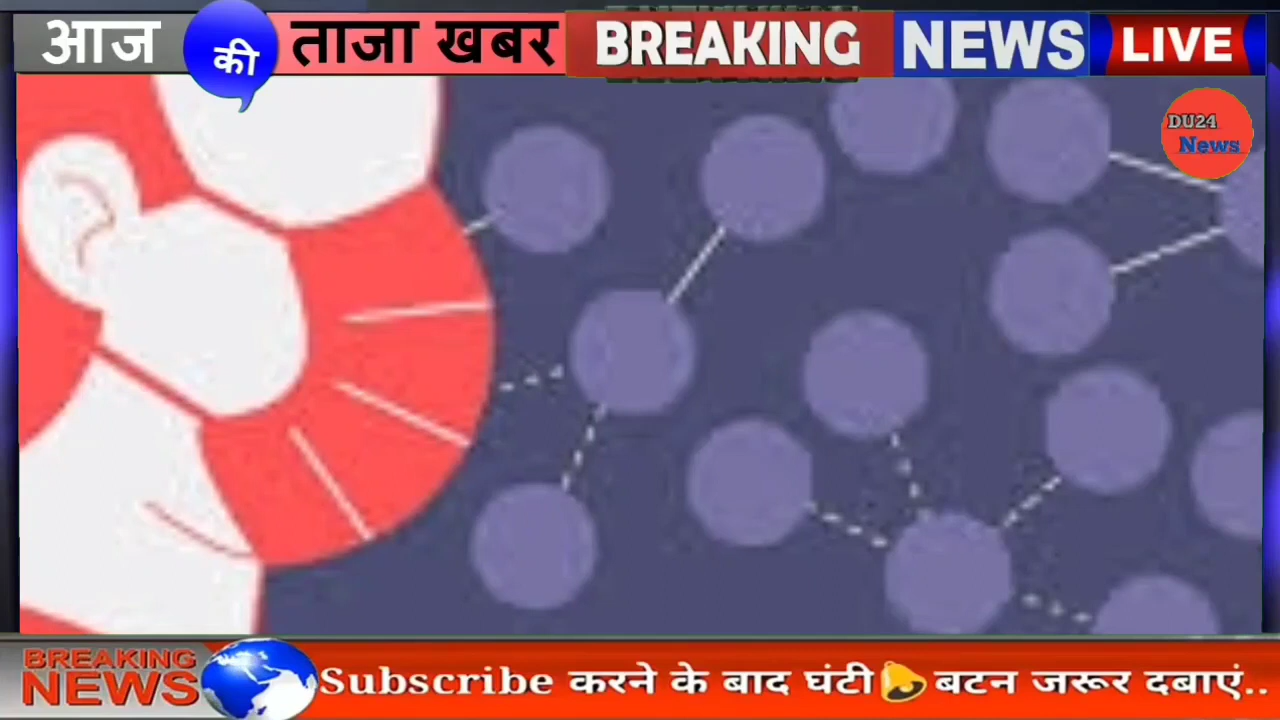 आज की ताजा खबर BREAKING NEWS LIVE
DU24
News
BREAKING
NEWS
Subscribe करने के बाद घंटी🔔बटन जरूर दबाएं..